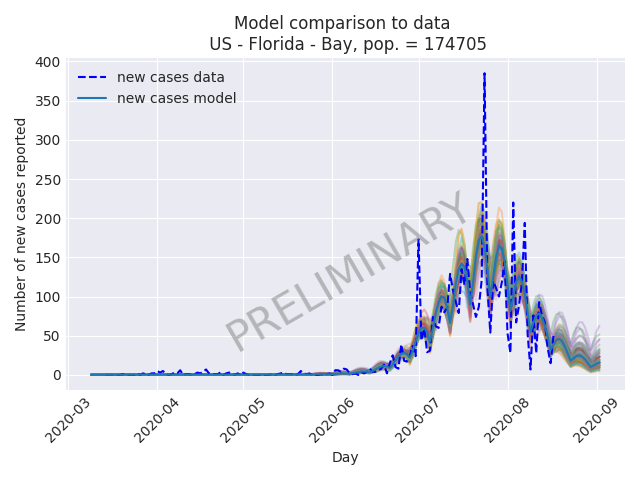 Model comparison to data
US - Florida - Bay, pop. = 174705
400
350
300
250
200
150
100
50
0
Number of new cases reported
new cases data
new cases model
PRELIMINARY
2020-03
2020-04
2020-05
2020-06
2020-07
2020-08
2020-09
Day